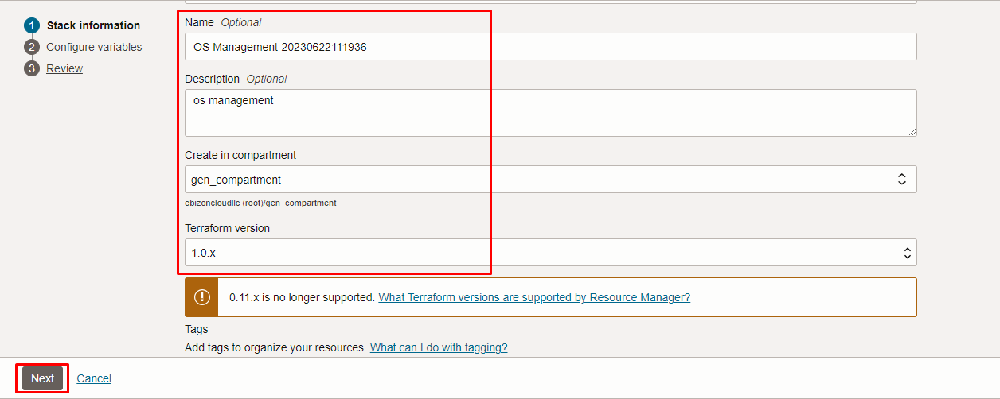 1 Stack information
2 Configure variables
3 Review
Name Optional
OS Management-20230622111936
Description Optional
os management
Create in compartment
gen_compartment
ebizoncloudllc (root)/gen_compartment
Terraform version
1.0.x
0.11.x is no longer supported. What Terraform versions are supported by Resource Manager?
Tags
Add tags to organize your resources. What can I do with tagging?
Next Cancel